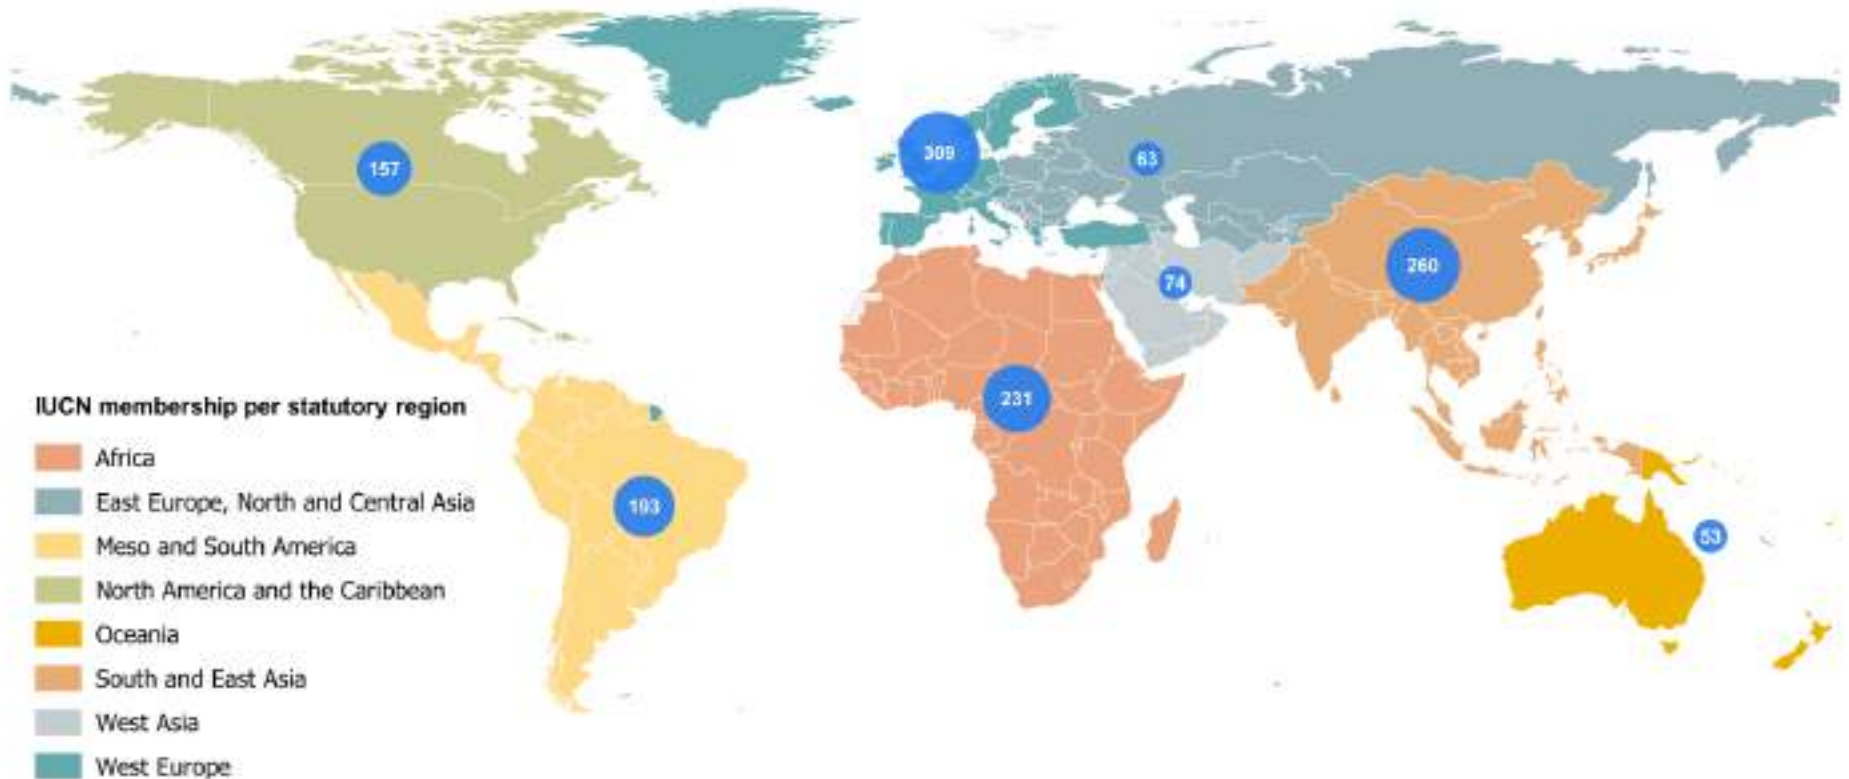 309
157
63
260
74
231
IUCN membership per statutory region
Africa
East Europe, North and Central Asia
193
Meso and South America
53
North America and the Caribbean
Oceania
South and East Asia
West Asia
West Europe